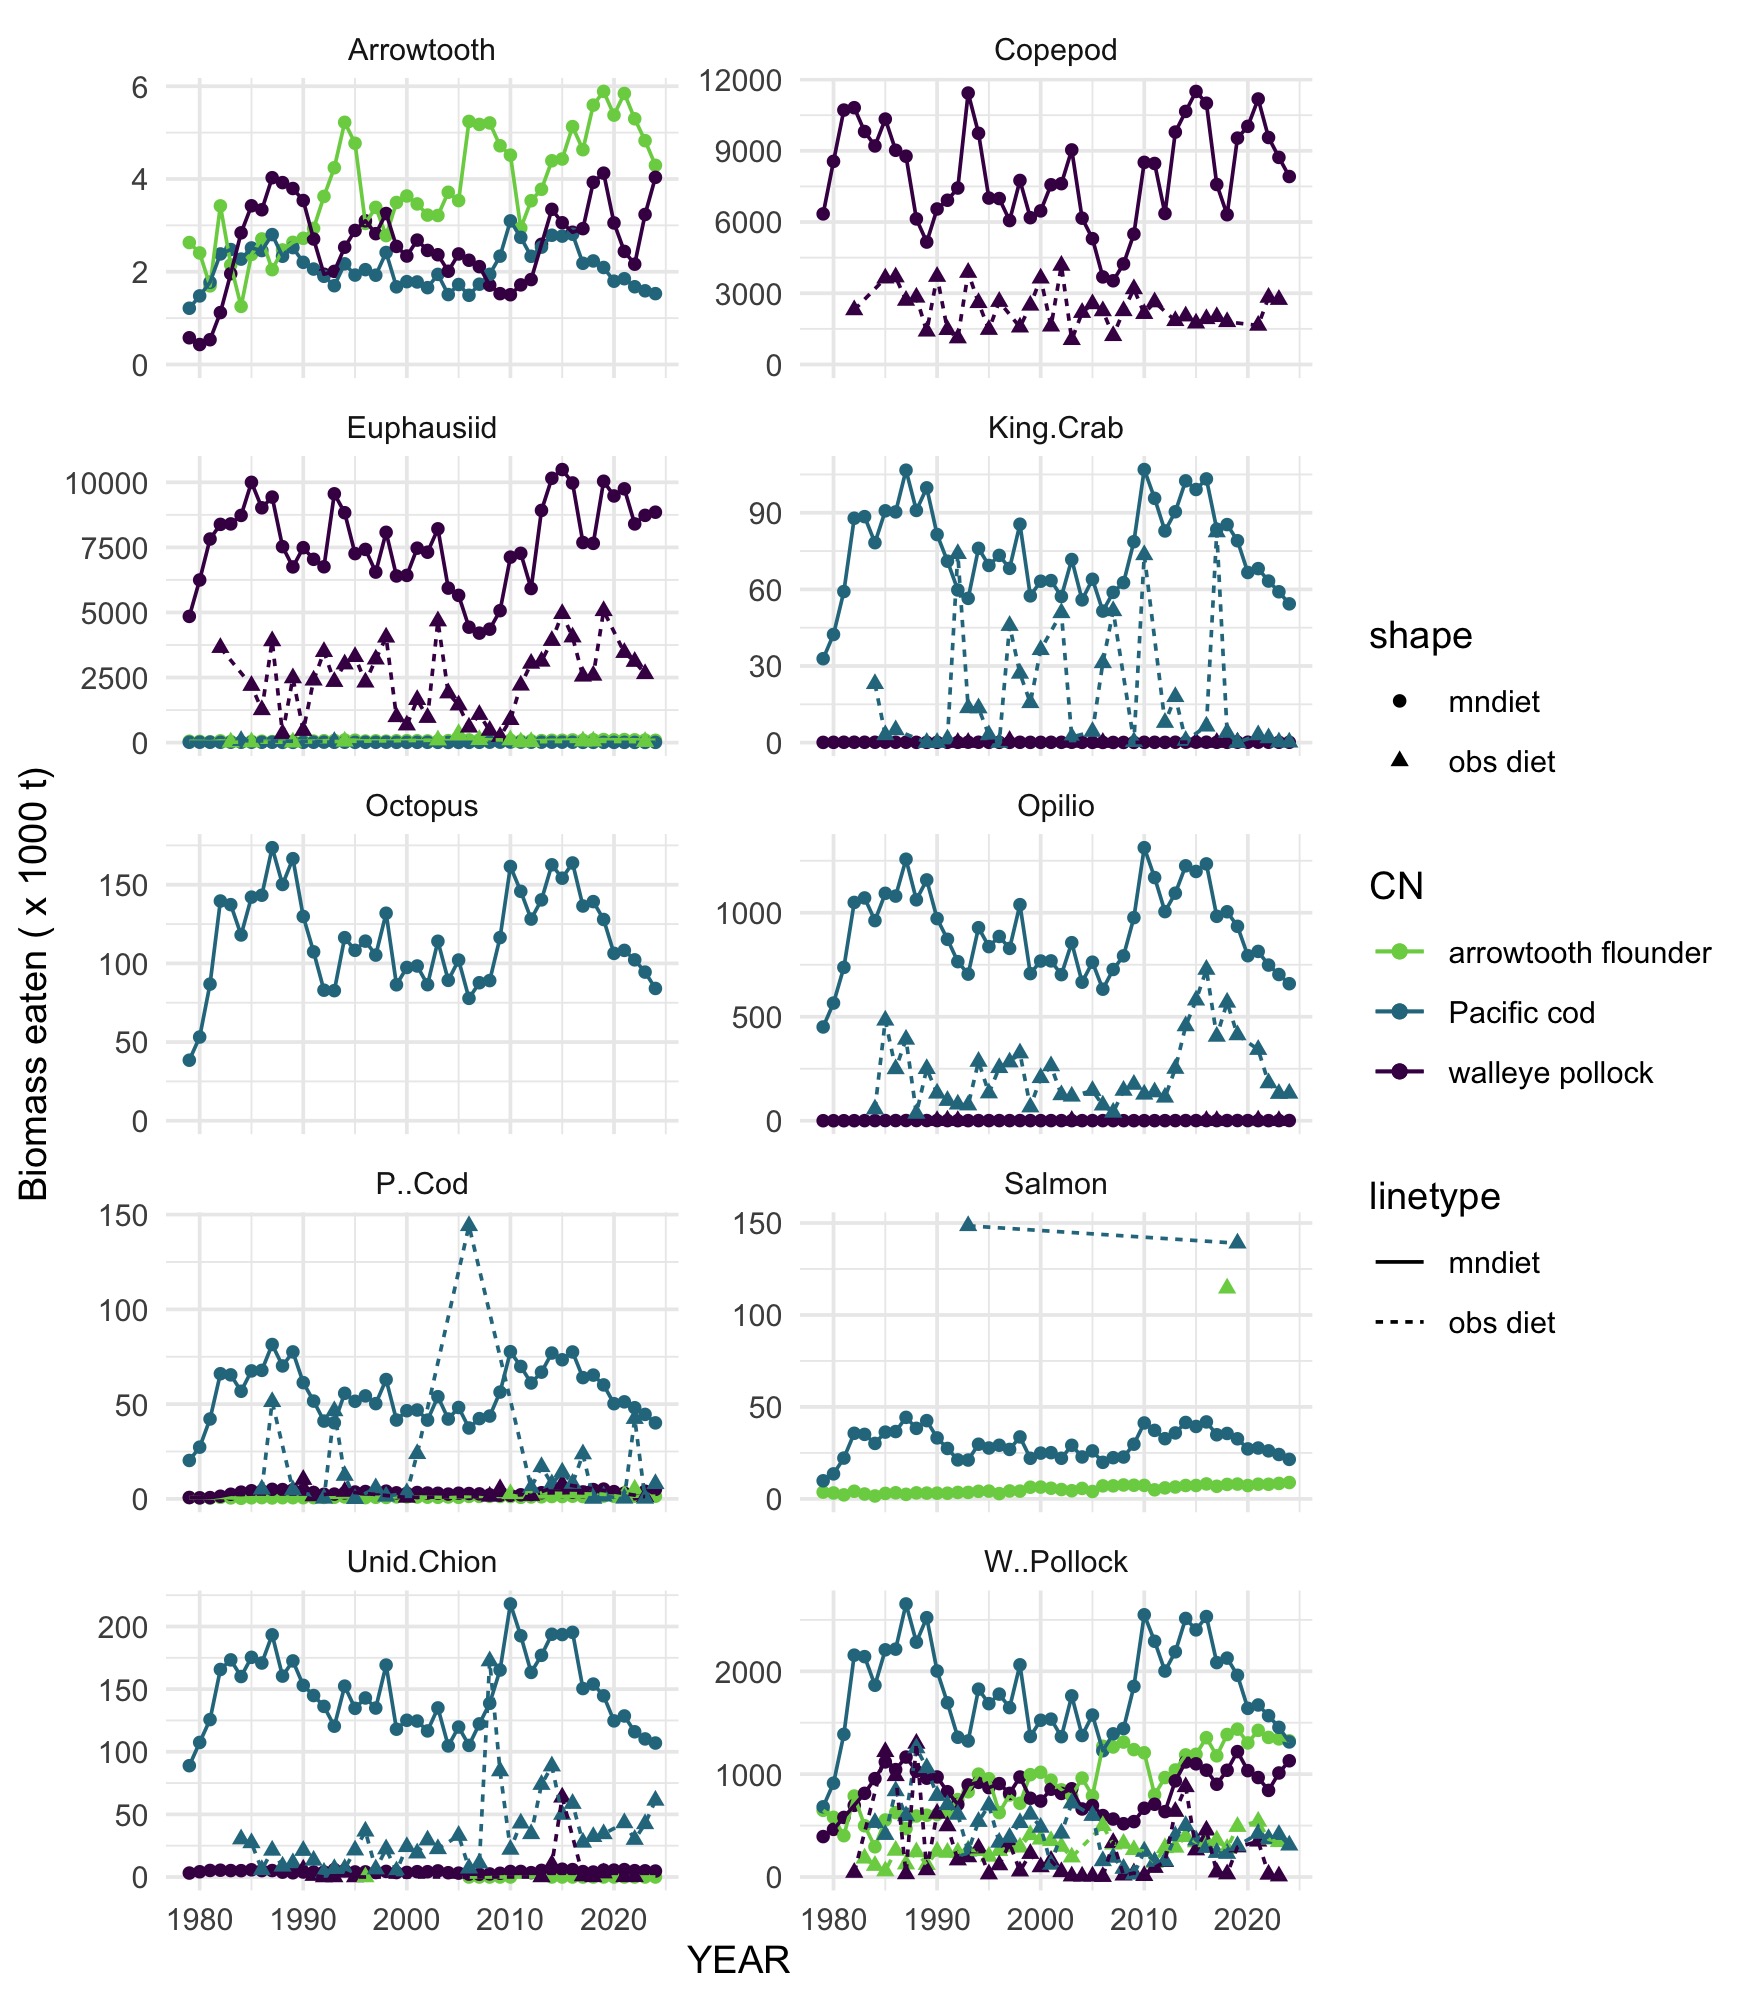 Arrowtooth
Copepod
6
4
2
0
12000
9000
6000
3000
0
Euphausiid
King.Crab
10000
7500
5000
2500
0
90
60
30
0
Octopus
Opilio
150
100
50
0
1000
500
0
P..Cod
Salmon
150
100
50
0
150
100
50
0
Unid.Chion
W..Pollock
200
150
100
50
0
2000
1000
0
1980 1990 2000 2010 2020
1980 1990 2000 2010 2020
YEAR
Biomass eaten ( x 1000 t)
shape
mndiet
obs diet
CN
arrowtooth flounder
Pacific cod
walleye pollock
linetype
mndiet
obs diet